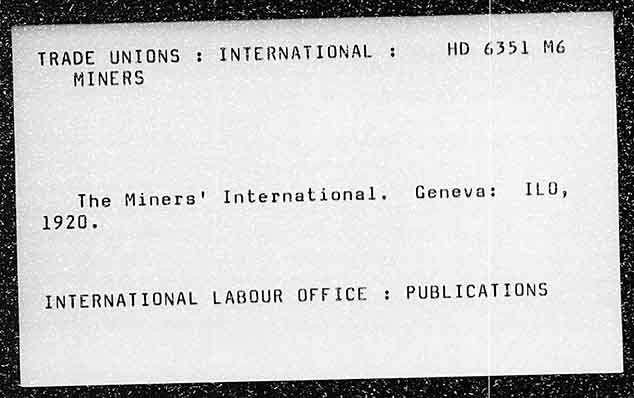 TRADE UNIONS : INTERNATIONAL : HD 6351 M6
MINERS
The Miners' International. Geneva: ILO,
1920.
INTERNATIONAL LABOUR OFFICE : PUBLICATIONS